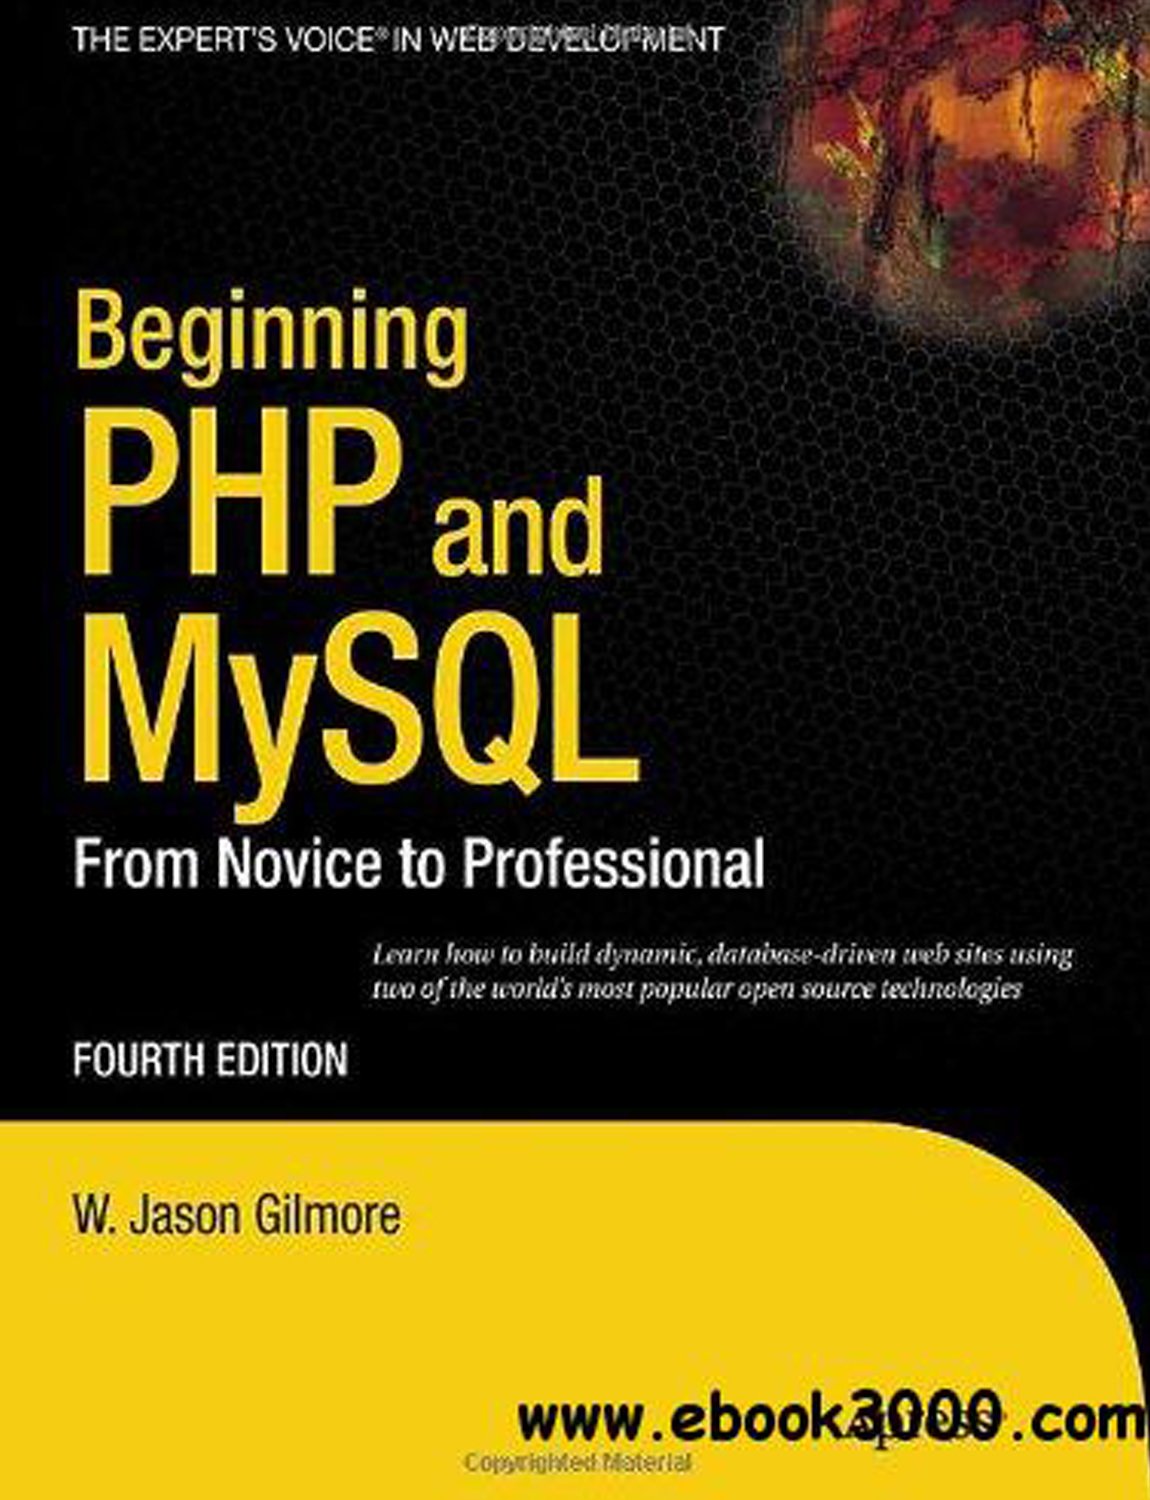 THE EXPERT'S VOICE® IN WEB DEVELOPMENT
Beginning
PHP and
MySQL
From Novice to Professional
Learn how to build dynamic, database-driven web sites using
two of the world's most popular open source technologies
FOURTH EDITION
W. Jason Gilmore
www.ebook3000.com
Apress®
Copyrighted Material